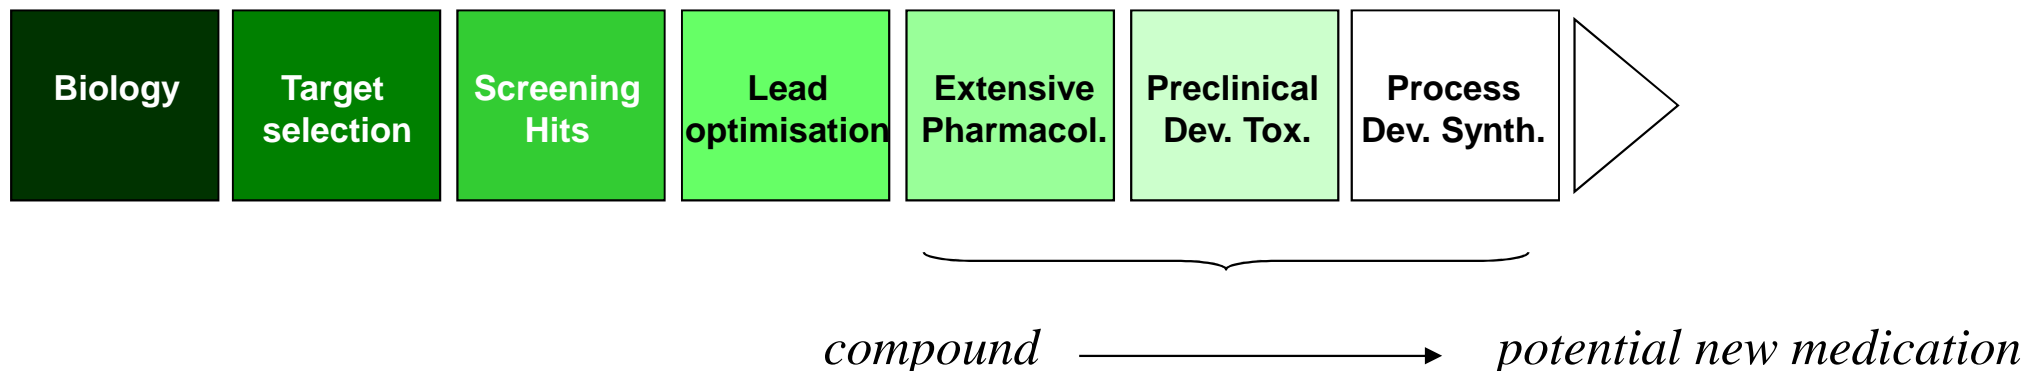 Biology
Target
selection
Screening
Hits
Lead
optimisation
Extensive
Pharmacol.
Preclinical
Dev. Tox.
Process
Dev. Synth.
compound
potential new medication